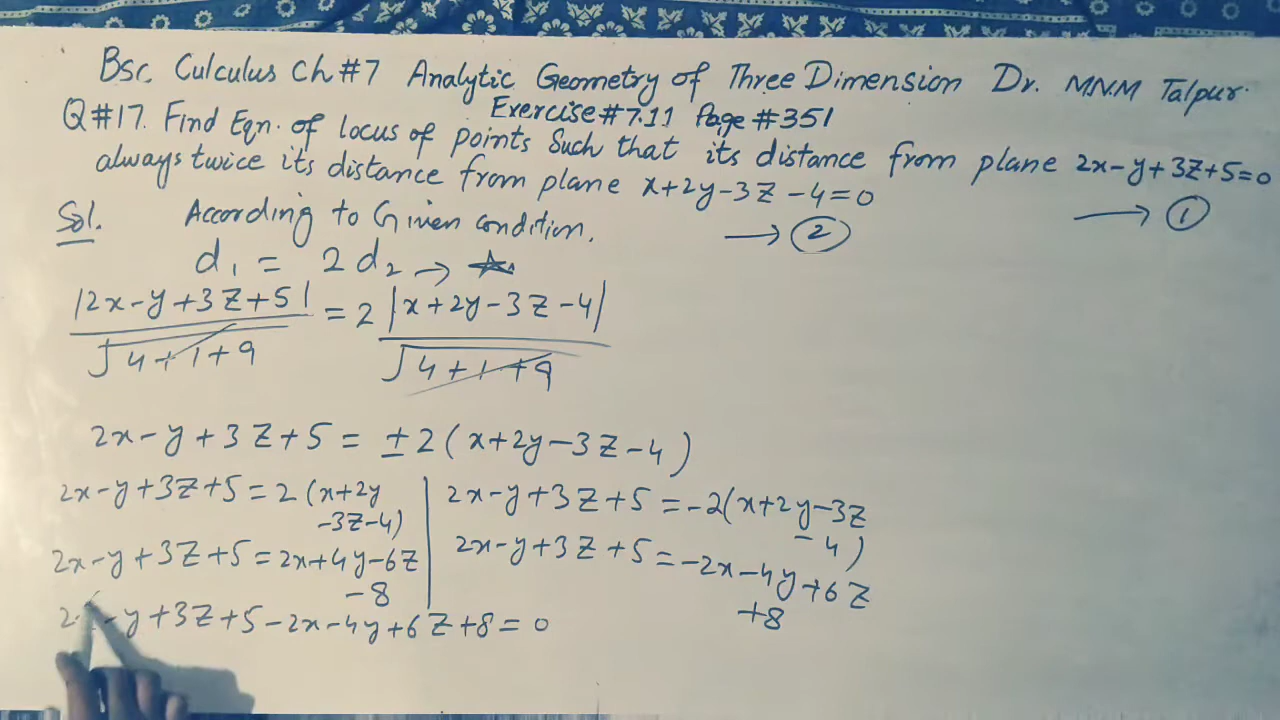 Bsc. Culculus Ch#7 Analytic Geometry of Three Dimension Dr. M.N.M Talpur.
Exercise#7.11 Page#351
Q#17. Find Eqn. of locus of points Such that its distance from plane 2x-y+3z+5=0
always twice its distance from plane x+2y-3z-4=0
→ ①
→ ②
Sol. According to Given condition.
d₁ = 2d₂ → ☆
|2x-y+3z+5| / √4+1+9 = 2 |x+2y-3z-4| / √4+1+9
2x-y+3z+5 = ±2(x+2y-3z-4)
2x-y+3z+5=2(x+2y
-3z-4)
2x-y+3z+5=2x+4y-6z
-8
2x-y+3z+5-2x-4y+6z+8=0
2x-y+3z+5=-2(x+2y-3z
-4)
2x-y+3z+5=-2x-4y+6z
+8